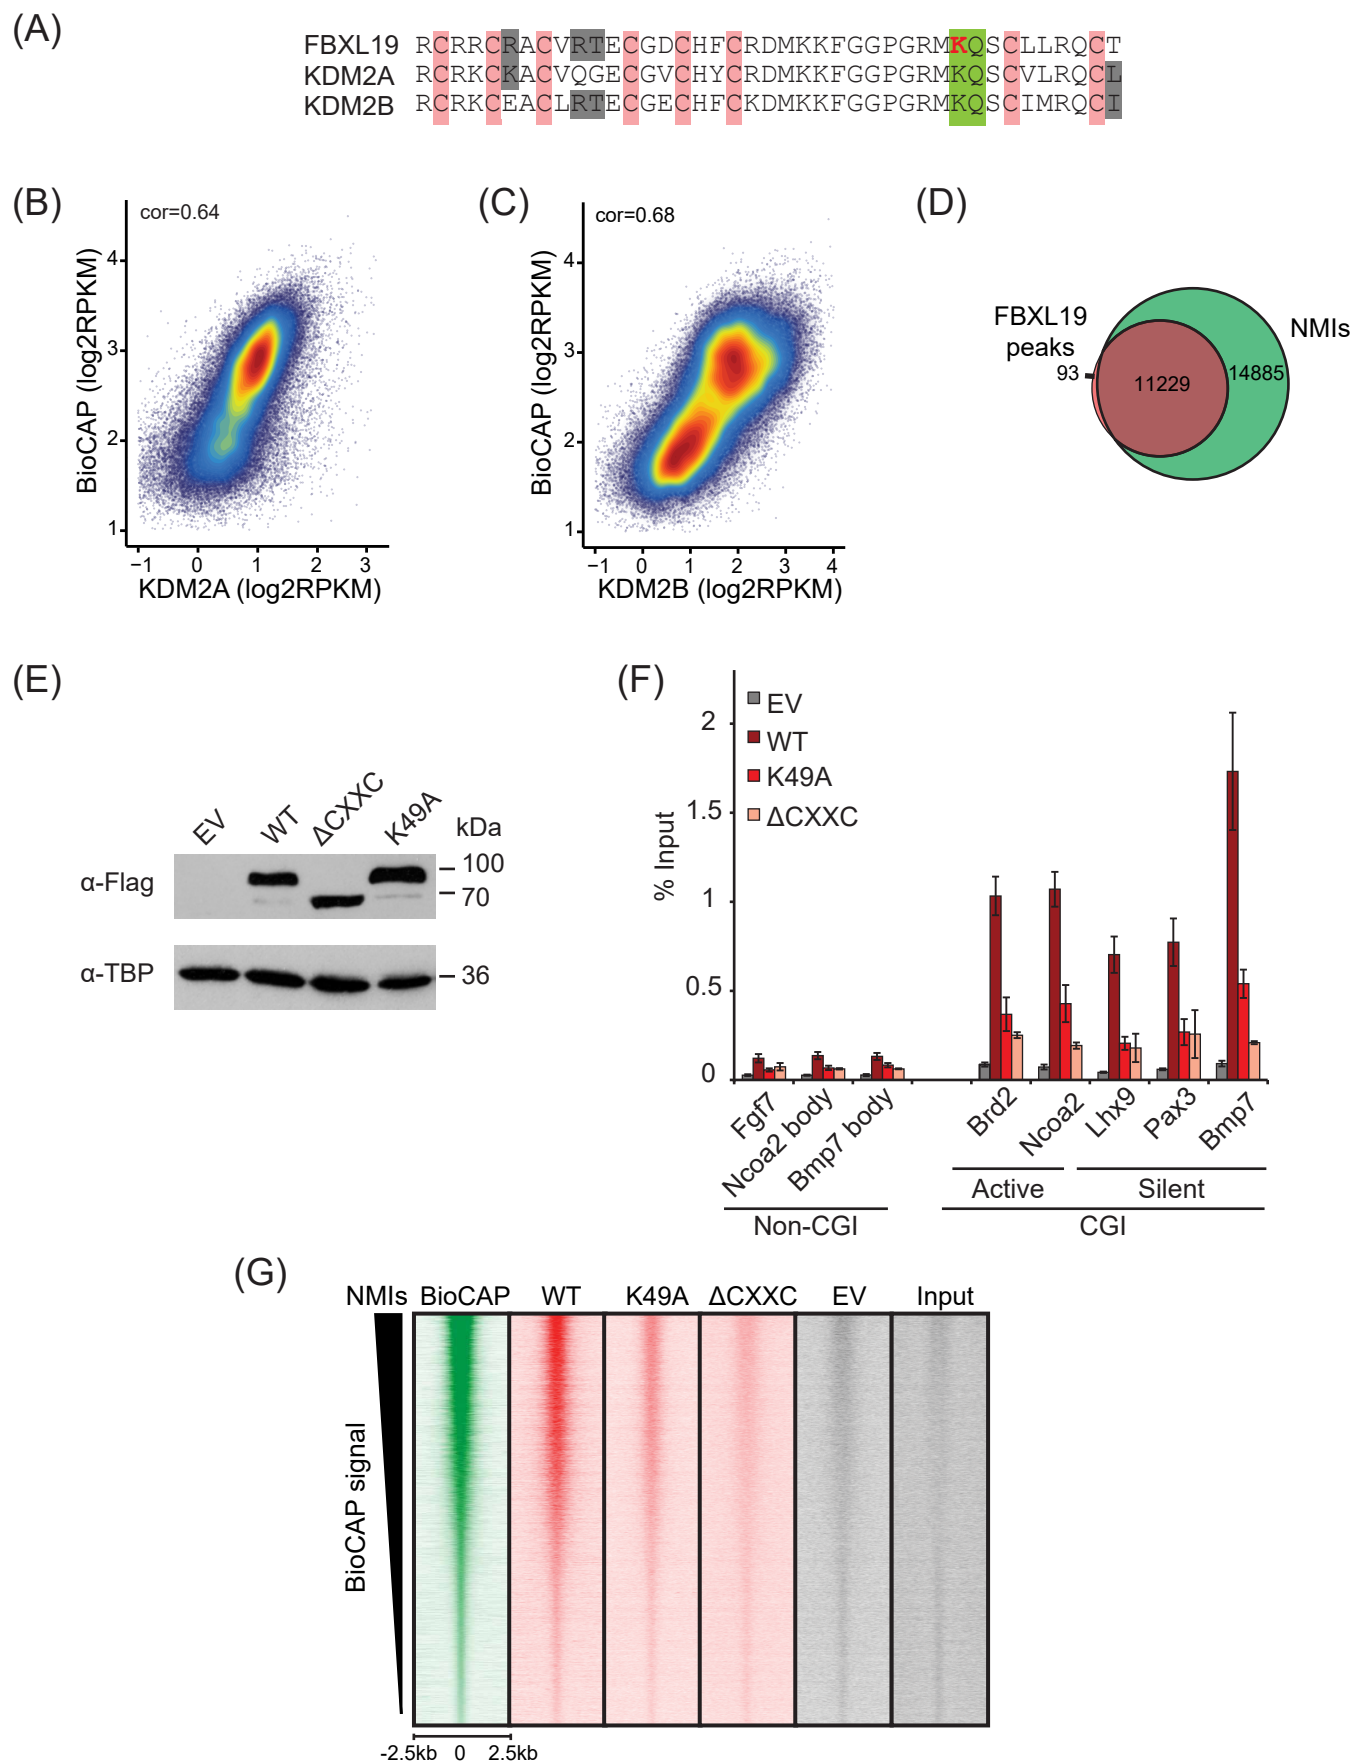 (A)
FBXL19 RCRRCRACVRTECGDCHFCRDMKKFGGPGRMKQSCLLRQCT
KDM2A RCRKCKACVQGECGVCHYCRDMKKFGGPGRMKQSCVLRQCL
KDM2B RCRKCEACLRTECGECHFCKDMKKFGGPGRMKQSCIMRQCI
(B)
cor=0.64
BioCAP (log2RPKM)
4
3
2
1
−1 0 1 2 3
KDM2A (log2RPKM)
(C)
cor=0.68
BioCAP (log2RPKM)
4
3
2
1
−1 0 1 2 3 4
KDM2B (log2RPKM)
(D)
FBXL19
peaks
NMIs
93
11229
14885
(E)
EV WT ΔCXXC K49A kDa
α-Flag
100
70
α-TBP
36
(F)
% Input
2
1.5
1
0.5
0
EV
WT
K49A
ΔCXXC
Fgf7 Ncoa2 body Bmp7 body Brd2 Ncoa2 Lhx9 Pax3 Bmp7
Active Silent
Non-CGI CGI
(G)
NMIs BioCAP WT K49A ΔCXXC EV Input
BioCAP signal
-2.5kb 0 2.5kb